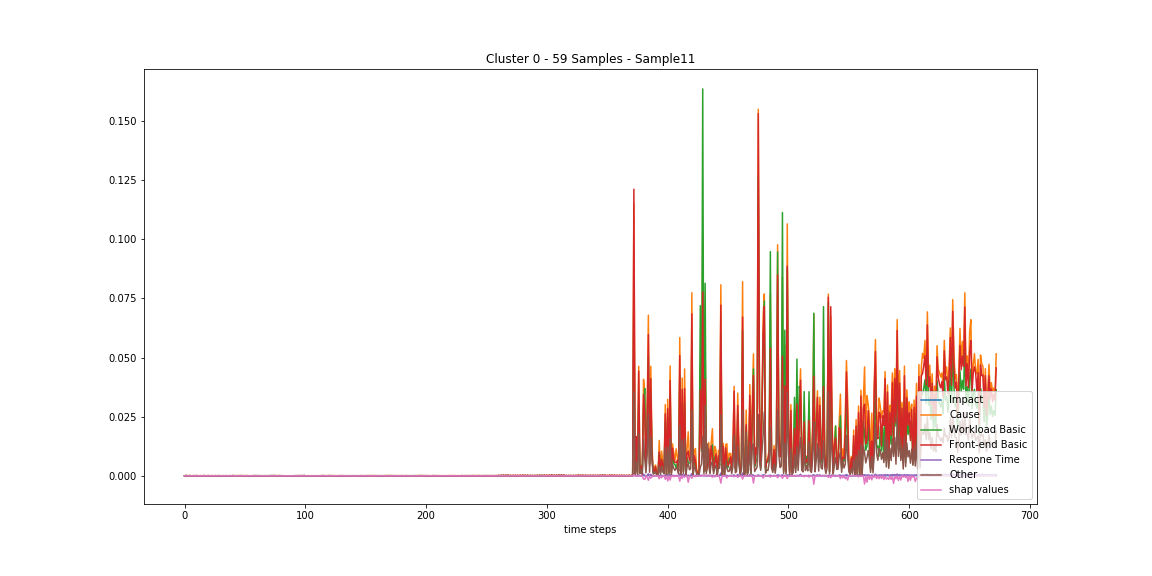 Cluster 0 - 59 Samples - Sample11
0.150
0.125
0.100
0.075
0.050
0.025
0.000
Impact
Cause
Workload Basic
Front-end Basic
Respone Time
Other
shap values
0 100 200 300 400 500 600 700
time steps